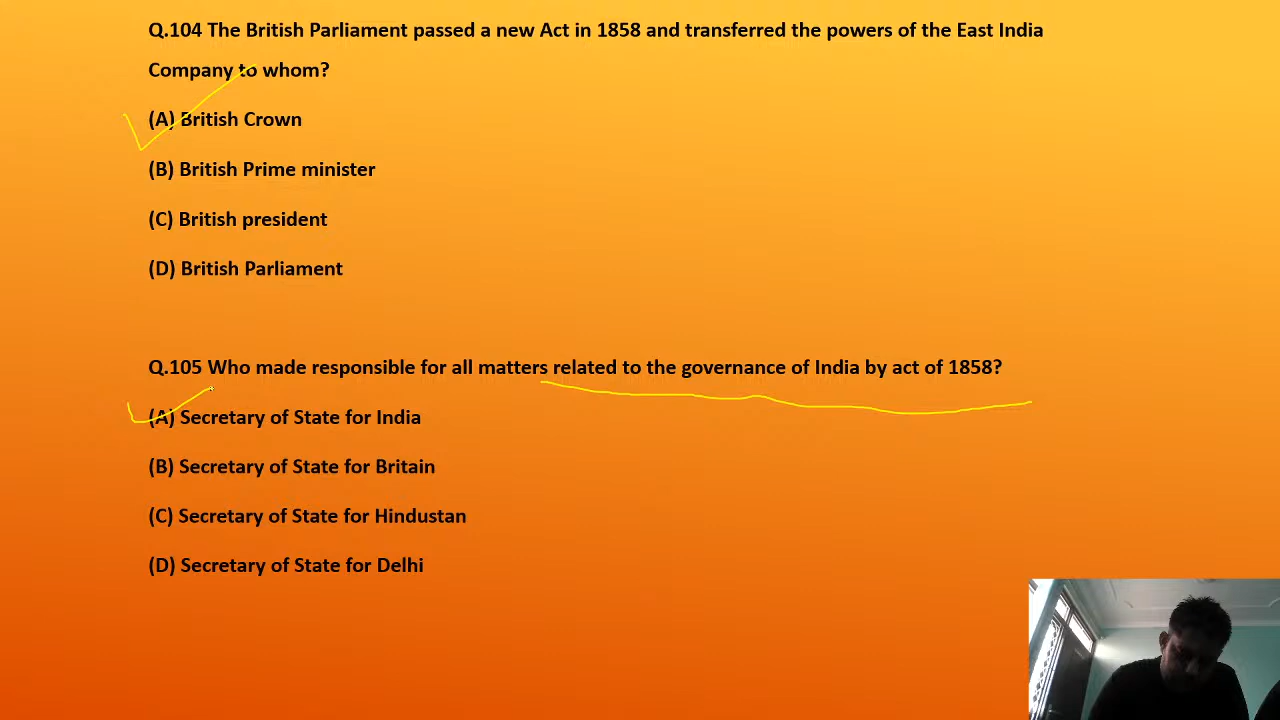 Q.104 The British Parliament passed a new Act in 1858 and transferred the powers of the East India
Company to whom?
(A) British Crown
(B) British Prime minister
(C) British president
(D) British Parliament
Q.105 Who made responsible for all matters related to the governance of India by act of 1858?
(A) Secretary of State for India
(B) Secretary of State for Britain
(C) Secretary of State for Hindustan
(D) Secretary of State for Delhi